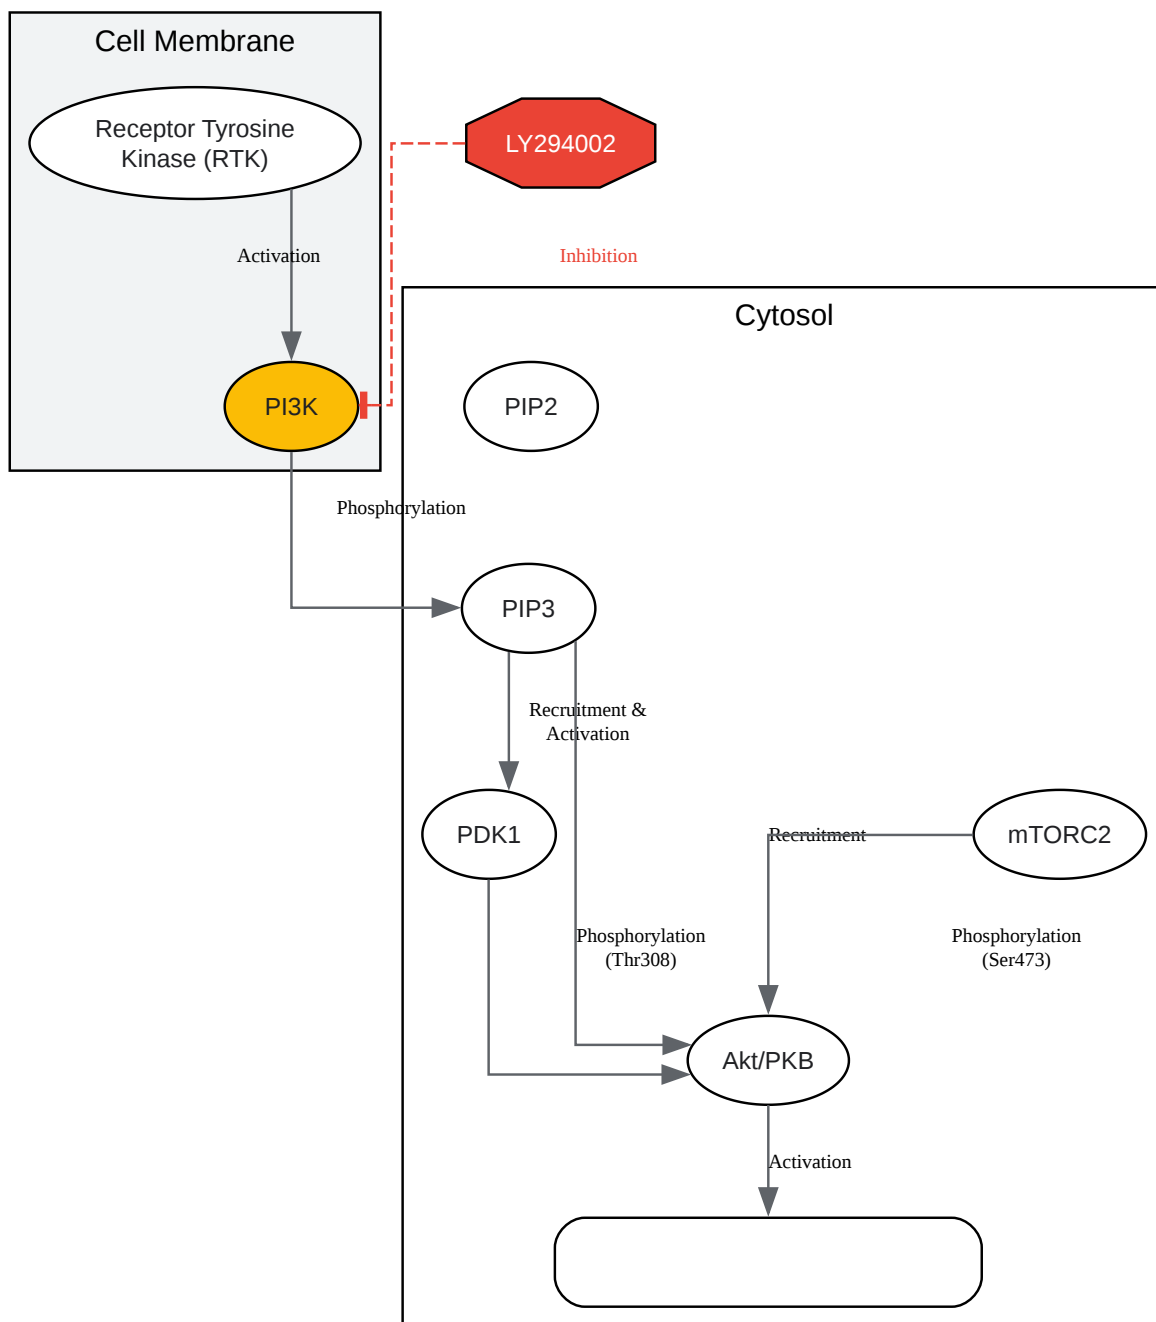 Cell Membrane
Receptor Tyrosine
Kinase (RTK)
LY294002
Activation
Inhibition
Cytosol
PI3K
PIP2
Phosphorylation
PIP3
Recruitment &
Activation
PDK1
Recruitment
mTORC2
Phosphorylation
(Thr308)
Phosphorylation
(Ser473)
Akt/PKB
Activation